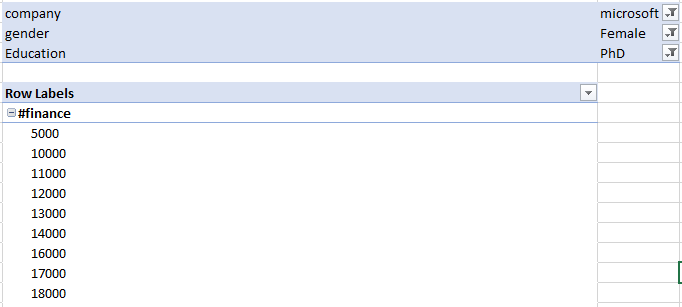 company microsoft
gender Female
Education PhD
Row Labels
#finance
5000
10000
11000
12000
13000
14000
16000
17000
18000